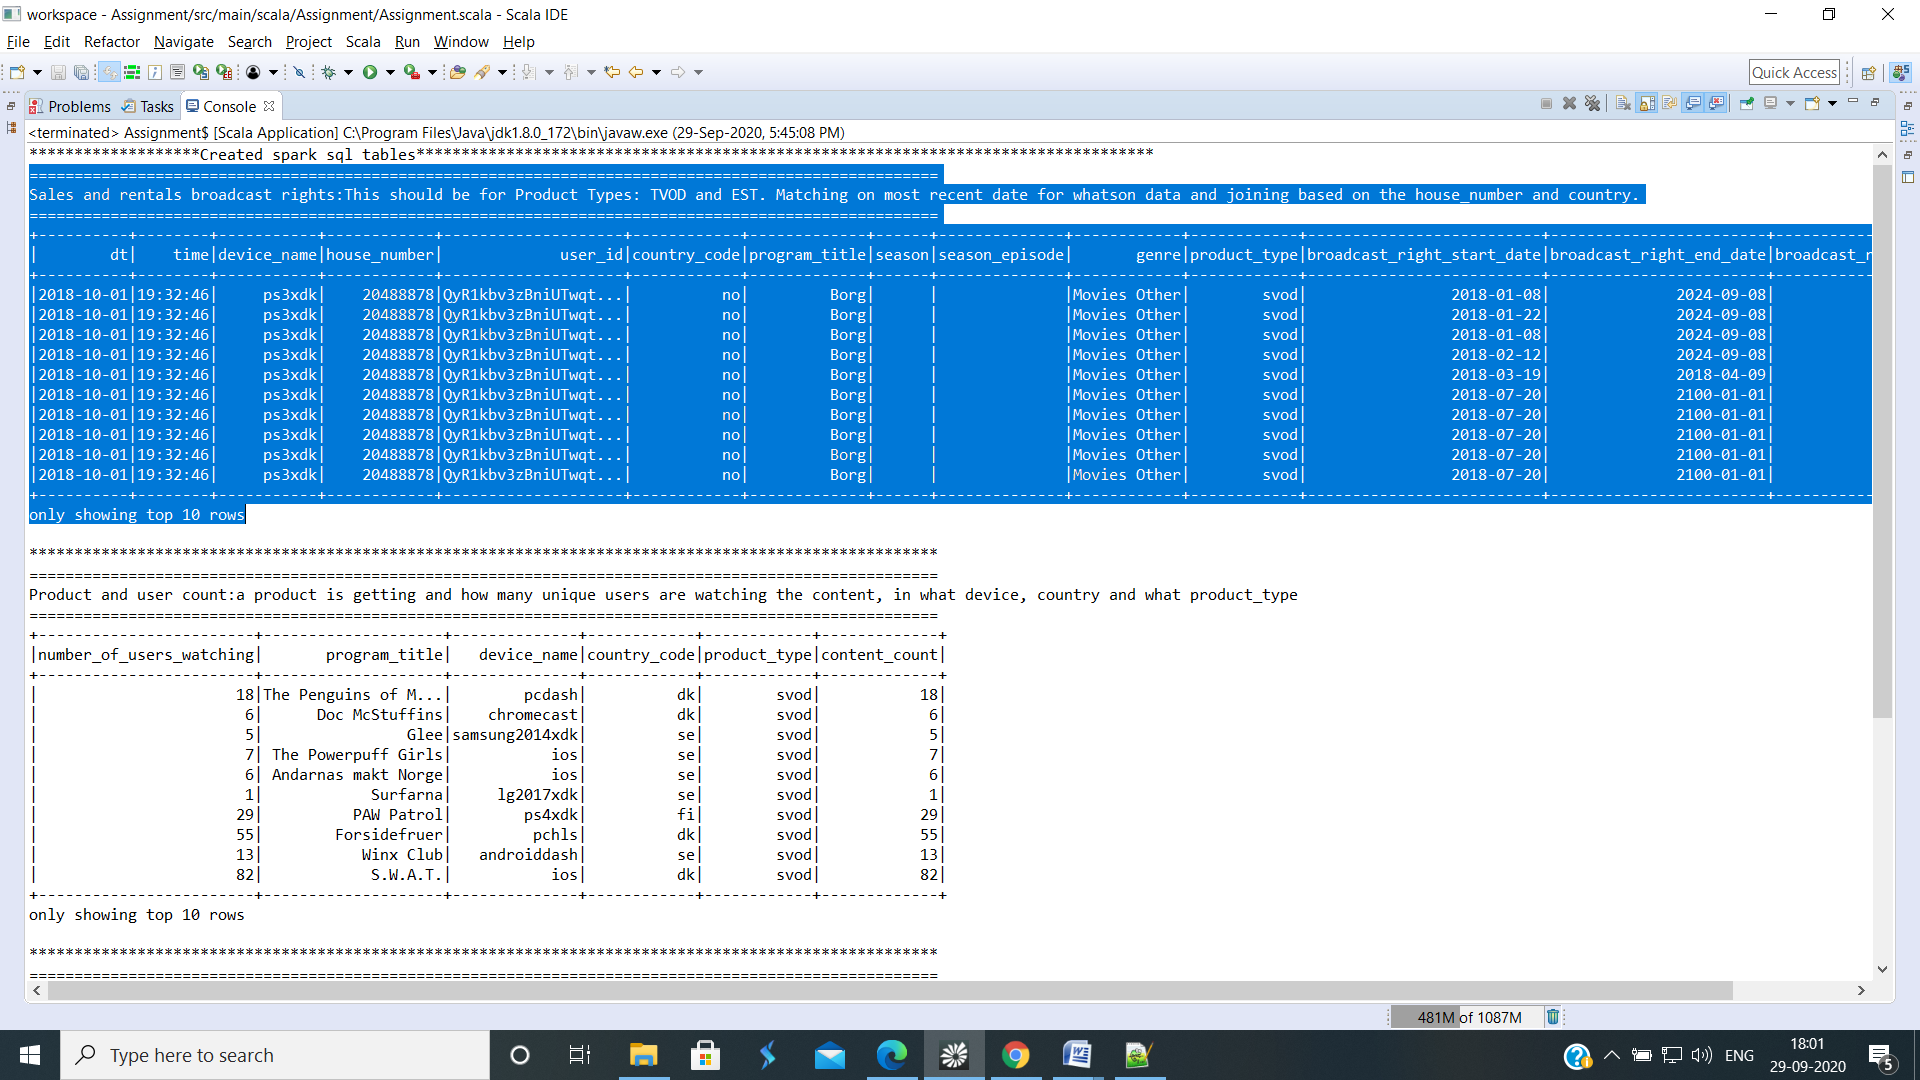 workspace - Assignment/src/main/scala/Assignment/Assignment.scala - Scala IDE
File Edit Refactor Navigate Search Project Scala Run Window Help
Quick Access
Problems Tasks Console
<terminated> Assignment$ [Scala Application] C:\Program Files\Java\jdk1.8.0_172\bin\javaw.exe (29-Sep-2020, 5:45:08 PM)
*******************Created spark sql tables**********************************************************************************
=====================================================================================================
Sales and rentals broadcast rights:This should be for Product Types: TVOD and EST. Matching on most recent date for whatson data and joining based on the house_number and country.
=====================================================================================================
+----------+--------+-----------+------------+--------------------+------------+-------------+------+--------------+------------+------------+--------------------------+------------------------+-----------
|        dt|    time|device_name|house_number|             user_id|country_code|program_title|season|season_episode|       genre|product_type|broadcast_right_start_date|broadcast_right_end_date|broadcast_r
+----------+--------+-----------+------------+--------------------+------------+-------------+------+--------------+------------+------------+--------------------------+------------------------+-----------
|2018-10-01|19:32:46|     ps3xdk|    20488878|QyR1kbv3zBniUTwqt...|          no|         Borg|      |              |Movies Other|        svod|                2018-01-08|              2024-09-08|
|2018-10-01|19:32:46|     ps3xdk|    20488878|QyR1kbv3zBniUTwqt...|          no|         Borg|      |              |Movies Other|        svod|                2018-01-22|              2024-09-08|
|2018-10-01|19:32:46|     ps3xdk|    20488878|QyR1kbv3zBniUTwqt...|          no|         Borg|      |              |Movies Other|        svod|                2018-01-08|              2024-09-08|
|2018-10-01|19:32:46|     ps3xdk|    20488878|QyR1kbv3zBniUTwqt...|          no|         Borg|      |              |Movies Other|        svod|                2018-02-12|              2024-09-08|
|2018-10-01|19:32:46|     ps3xdk|    20488878|QyR1kbv3zBniUTwqt...|          no|         Borg|      |              |Movies Other|        svod|                2018-03-19|              2018-04-09|
|2018-10-01|19:32:46|     ps3xdk|    20488878|QyR1kbv3zBniUTwqt...|          no|         Borg|      |              |Movies Other|        svod|                2018-07-20|              2100-01-01|
|2018-10-01|19:32:46|     ps3xdk|    20488878|QyR1kbv3zBniUTwqt...|          no|         Borg|      |              |Movies Other|        svod|                2018-07-20|              2100-01-01|
|2018-10-01|19:32:46|     ps3xdk|    20488878|QyR1kbv3zBniUTwqt...|          no|         Borg|      |              |Movies Other|        svod|                2018-07-20|              2100-01-01|
|2018-10-01|19:32:46|     ps3xdk|    20488878|QyR1kbv3zBniUTwqt...|          no|         Borg|      |              |Movies Other|        svod|                2018-07-20|              2100-01-01|
|2018-10-01|19:32:46|     ps3xdk|    20488878|QyR1kbv3zBniUTwqt...|          no|         Borg|      |              |Movies Other|        svod|                2018-07-20|              2100-01-01|
+----------+--------+-----------+------------+--------------------+------------+-------------+------+--------------+------------+------------+--------------------------+------------------------+-----------
only showing top 10 rows
*****************************************************************************************************
=====================================================================================================
Product and user count:a product is getting and how many unique users are watching the content, in what device, country and what product_type
=====================================================================================================
+------------------------+--------------------+--------------+------------+------------+-------------+
|number_of_users_watching|       program_title|   device_name|country_code|product_type|content_count|
+------------------------+--------------------+--------------+------------+------------+-------------+
|                      18|The Penguins of M...|        pcdash|          dk|        svod|           18|
|                       6|      Doc McStuffins|    chromecast|          dk|        svod|            6|
|                       5|                Glee|samsung2014xdk|          se|        svod|            5|
|                       7| The Powerpuff Girls|           ios|          se|        svod|            7|
|                       6| Andarnas makt Norge|           ios|          se|        svod|            6|
|                       1|            Surfarna|     lg2017xdk|          se|        svod|            1|
|                      29|          PAW Patrol|        ps4xdk|          fi|        svod|           29|
|                      55|        Forsidefruer|         pchls|          dk|        svod|           55|
|                      13|           Winx Club|   androiddash|          se|        svod|           13|
|                      82|            S.W.A.T.|           ios|          dk|        svod|           82|
+------------------------+--------------------+--------------+------------+------------+-------------+
only showing top 10 rows
*****************************************************************************************************
=====================================================================================================
481M of 1087M
Type here to search
ENG
18:01
29-09-2020
5